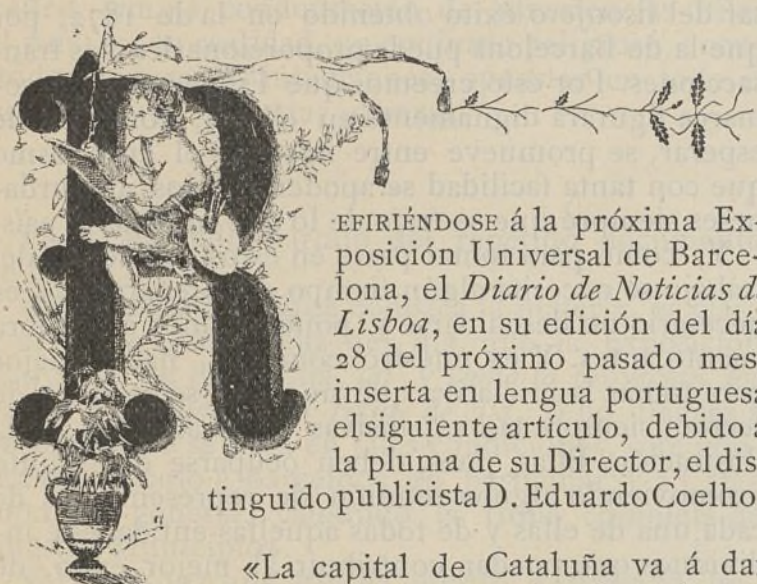 REFIRIÉNDOSE á la próxima Ex-
posición Universal de Barce-
lona, el Diario de Noticias d
Lisboa, en su edición del dí
28 del próximo pasado mes
inserta en lengua portugues
el siguiente artículo, debido
la pluma de su Director, el dis-
tinguido publicista D. Eduardo Coelho
«La capital de Cataluña va á da